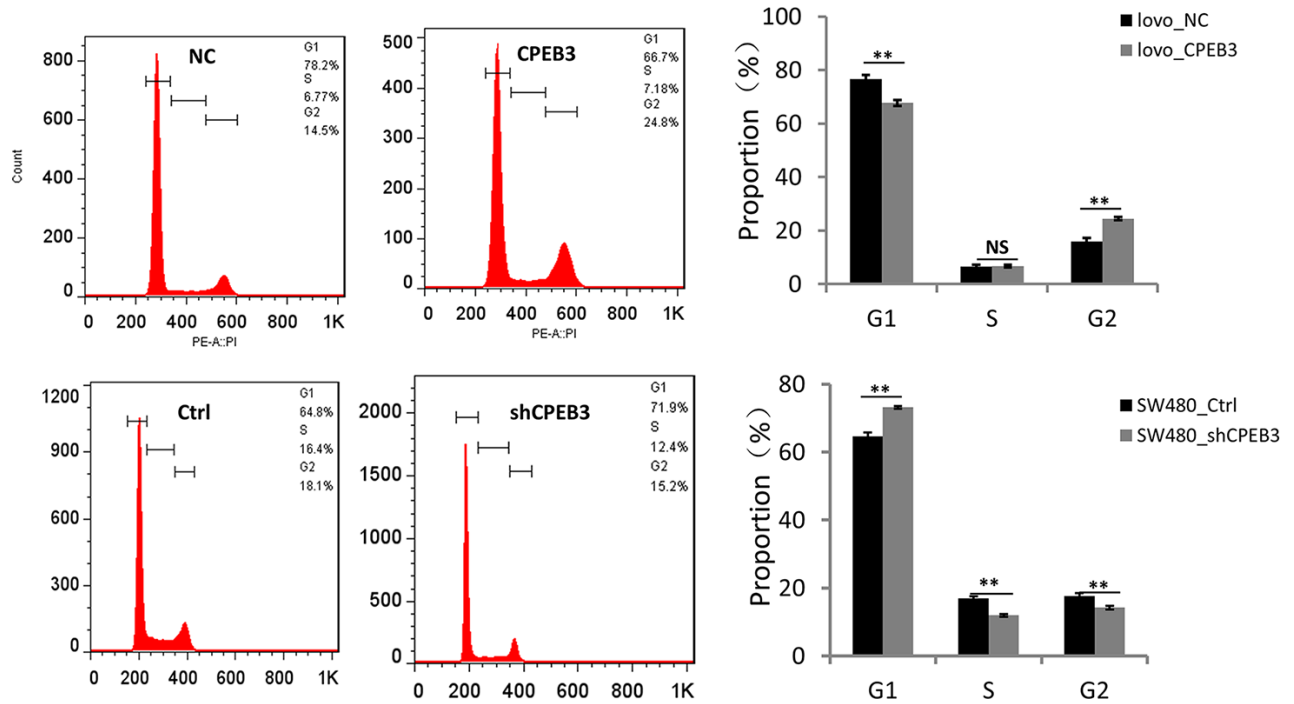 NC
G1
78.2%
S
6.77%
G2
14.5%
Count
800
600
400
200
0
0 200 400 600 800 1K
PE-A::PI
CPEB3
G1
66.7%
S
7.18%
G2
24.8%
500
400
300
200
100
0
0 200 400 600 800 1K
PE-A::PI
lovo_NC
lovo_CPEB3
Proportion (%)
100
80
60
40
20
0
**
NS
**
G1 S G2
Ctrl
G1
64.8%
S
16.4%
G2
18.1%
1200
900
600
300
0
0 200 400 600 800 1K
shCPEB3
G1
71.9%
S
12.4%
G2
15.2%
2000
1500
1000
500
0
0 200 400 600 800 1K
SW480_Ctrl
SW480_shCPEB3
Proportion (%)
80
60
40
20
0
**
**
**
G1 S G2